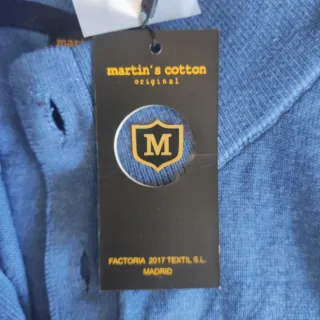 martin's cotton
original
M
FACTORIA 2017 TEXTIL S.L.
MADRID